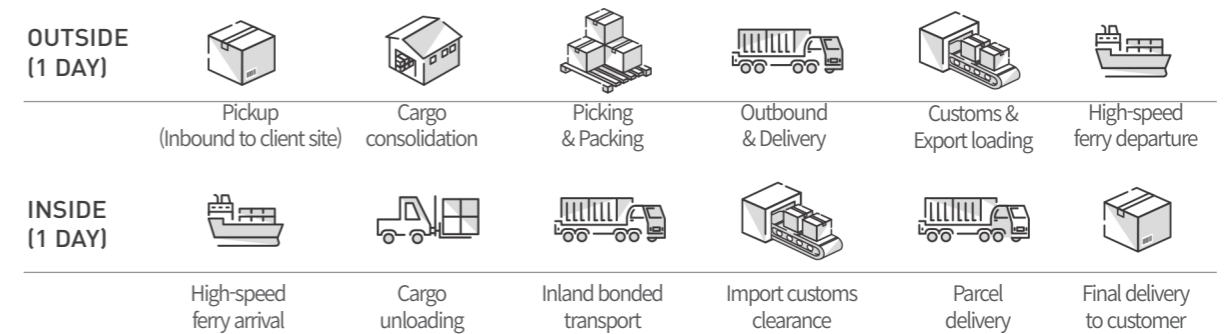 OUTSIDE
(1 DAY)
Pickup
(Inbound to client site)
Cargo
consolidation
Picking
& Packing
Outbound
& Delivery
Customs &
Export loading
High-speed
ferry departure
INSIDE
(1 DAY)
High-speed
ferry arrival
Cargo
unloading
Inland bonded
transport
Import customs
clearance
Parcel
delivery
Final delivery
to customer